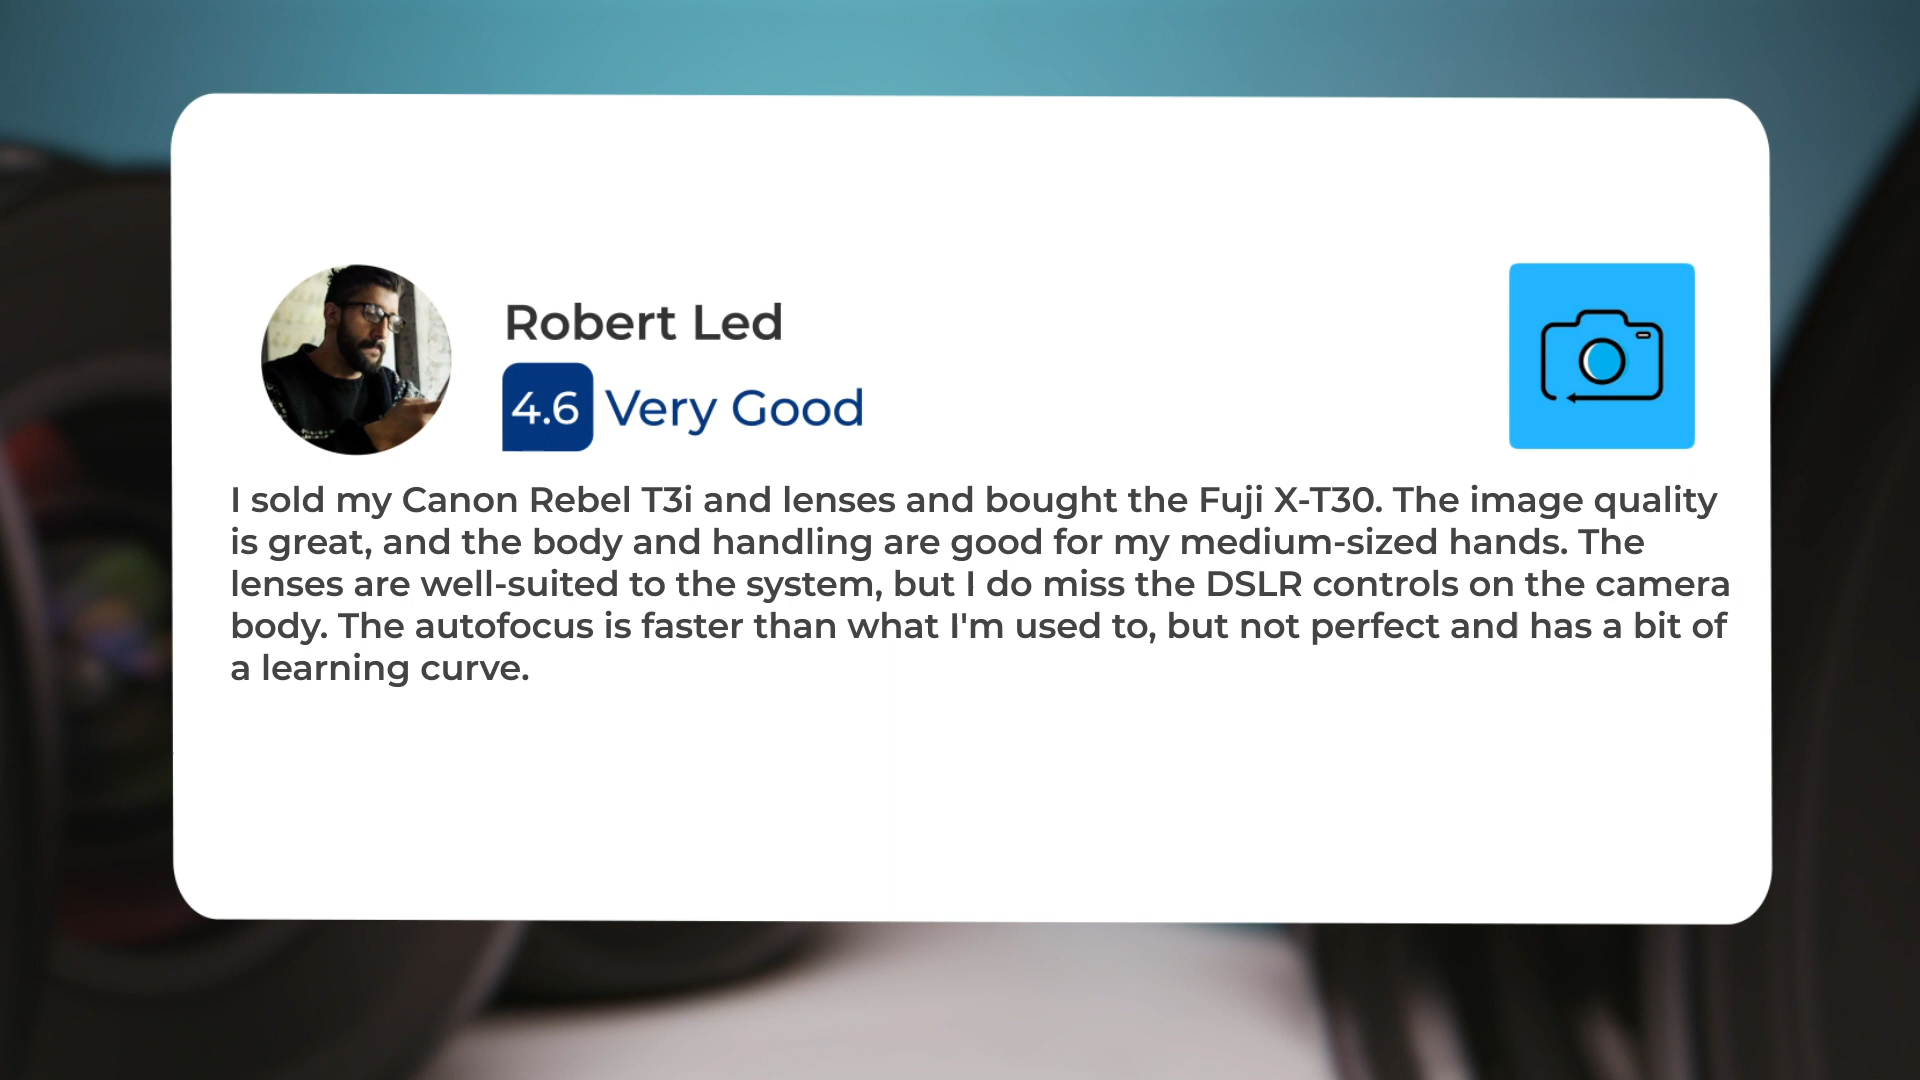 Robert Led
4.6 Very Good
I sold my Canon Rebel T3i and lenses and bought the Fuji X-T30. The image quality
is great, and the body and handling are good for my medium-sized hands. The
lenses are well-suited to the system, but I do miss the DSLR controls on the camera
body. The autofocus is faster than what I'm used to, but not perfect and has a bit of
a learning curve.